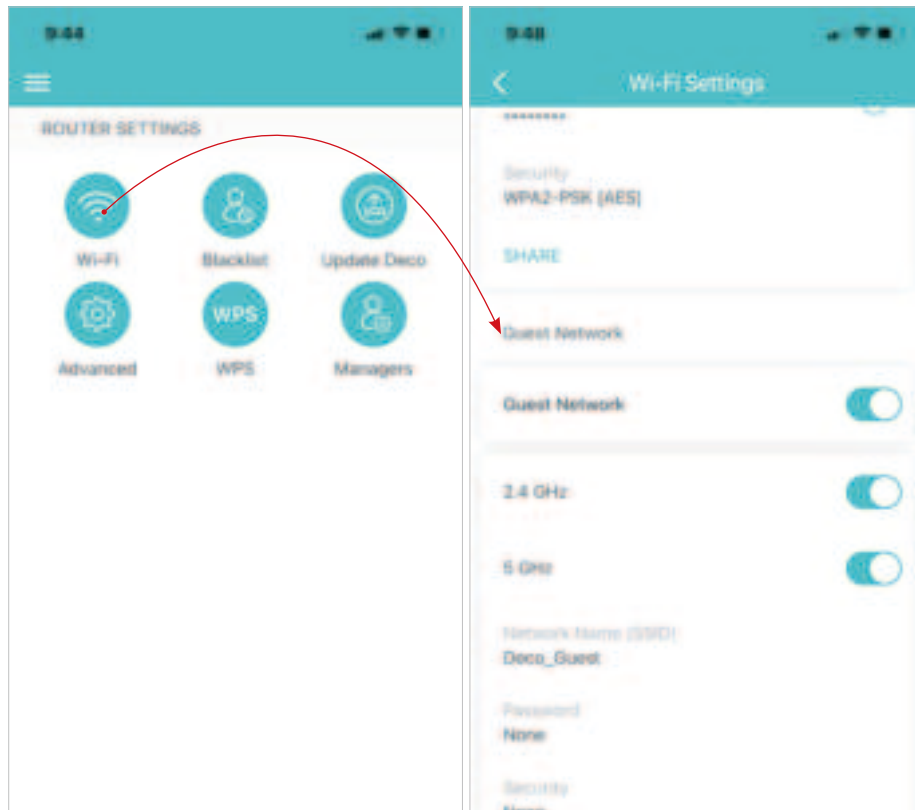 9:44
ROUTER SETTINGS
Wi-Fi
Blacklist
Update Deco
WPS
Advanced
WPS
Managers
9:48
Wi-Fi Settings
Security
WPA2-PSK [AES]
SHARE
Guest Network
Guest Network
2.4 GHz
5 GHz
Network Name (SSID)
Deco_Guest
Password
None
Security
None